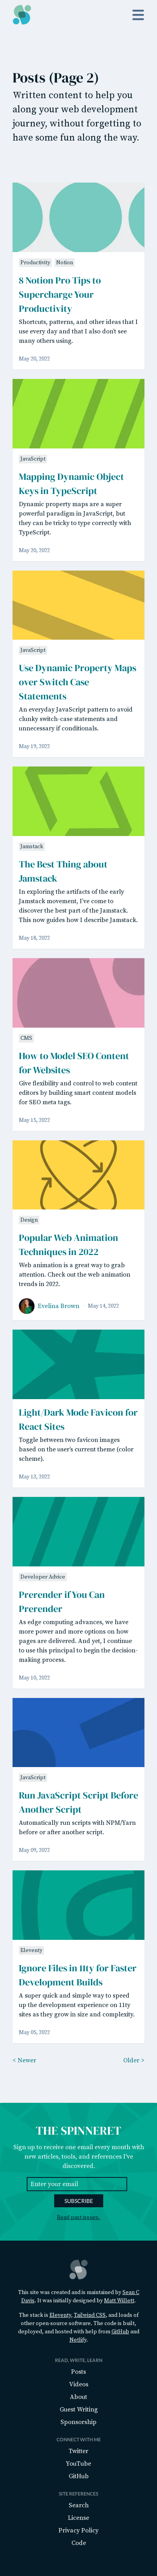 Posts (Page 2)
Written content to help you
along your web development
journey, without forgetting to
have some fun along the way.
Productivity Notion
8 Notion Pro Tips to
Supercharge Your
Productivity
Shortcuts, patterns, and other ideas that I
use every day and that I also don't see
many others using.
May 20, 2022
JavaScript
Mapping Dynamic Object
Keys in TypeScript
Dynamic property maps are a super
powerful paradigm in JavaScript, but
they can be tricky to type correctly with
TypeScript.
May 20, 2022
JavaScript
Use Dynamic Property Maps
over Switch Case
Statements
An everyday JavaScript pattern to avoid
clunky switch-case statements and
unnecessary if conditionals.
May 19, 2022
Jamstack
The Best Thing about
Jamstack
In exploring the artifacts of the early
Jamstack movement, I've come to
discover the best part of the Jamstack.
This now guides how I describe Jamstack.
May 18, 2022
CMS
How to Model SEO Content
for Websites
Give flexibility and control to web content
editors by building smart content models
for SEO meta tags.
May 15, 2022
Design
Popular Web Animation
Techniques in 2022
Web animation is a great way to grab
attention. Check out the web animation
trends in 2022.
Evelina Brown May 14, 2022
Light/Dark Mode Favicon for
React Sites
Toggle between two favicon images
based on the user's current theme (color
scheme).
May 13, 2022
Developer Advice
Prerender if You Can
Prerender
As edge computing advances, we have
more power and more options on how
pages are delivered. And yet, I continue
to use this principal to begin the decision-
making process.
May 10, 2022
JavaScript
Run JavaScript Script Before
Another Script
Automatically run scripts with NPM/Yarn
before or after another script.
May 09, 2022
Eleventy
Ignore Files in 11ty for Faster
Development Builds
A super quick and simple way to speed
up the development experience on 11ty
sites as they grow in size and complexity.
May 05, 2022
< Newer Older >
THE SPINNERET
Sign up to receive one email every month with
new articles, tools, and references I've
discovered.
Enter your email
SUBSCRIBE
Read past issues.
This site was created and is maintained by Sean C
Davis. It was initially designed by Matt Willett.
The stack is Eleventy, Tailwind CSS, and loads of
other open-source software. The code is built,
deployed, and hosted with help from GitHub and
Netlify.
READ, WRITE, LEARN
Posts
Videos
About
Guest Writing
Sponsorship
CONNECT WITH ME
Twitter
YouTube
GitHub
SITE REFERENCES
Search
License
Privacy Policy
Code